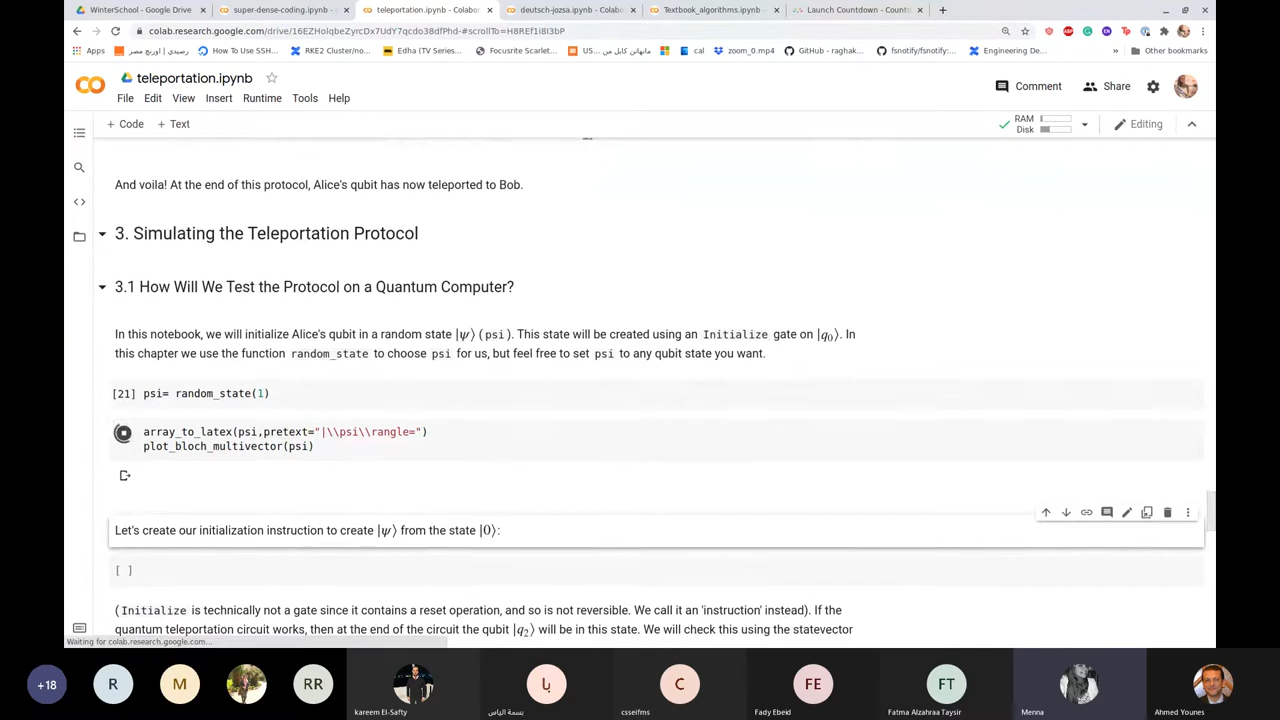 WinterSchool - Google Drive
super-dense-coding.ipynb -
teleportation.ipynb - Colabor
deutsch-jozsa.ipynb - Colabo
Textbook_algorithms.ipynb -
Launch Countdown - Counto
colab.research.google.com/drive/16EZHoIqbeZyrcDx7UdY7qcdo38dfPhd-#scrollTo=H8REf1i8I3bP
Apps
رصيدي | اورنچ مصر
How To Use SSH...
RKE2 Cluster/no...
Edha (TV Series...
Focusrite Scarlet...
US...
cal
zoom_0.mp4
GitHub - raghak...
fsnotify/fsnotify:...
Engineering De...
Other bookmarks
teleportation.ipynb
Comment
Share
File Edit View Insert Runtime Tools Help
+ Code + Text
RAM
Disk
Editing
And voila! At the end of this protocol, Alice's qubit has now teleported to Bob.
3. Simulating the Teleportation Protocol
3.1 How Will We Test the Protocol on a Quantum Computer?
In this notebook, we will initialize Alice's qubit in a random state |ψ⟩ (psi). This state will be created using an Initialize gate on |q₀⟩. In
this chapter we use the function random_state to choose psi for us, but feel free to set psi to any qubit state you want.
[21] psi= random_state(1)
array_to_latex(psi,pretext="|\\psi\\rangle=")
plot_bloch_multivector(psi)
Let's create our initialization instruction to create |ψ⟩ from the state |0⟩:
[ ]
(Initialize is technically not a gate since it contains a reset operation, and so is not reversible. We call it an 'instruction' instead). If the
quantum teleportation circuit works, then at the end of the circuit the qubit |q₂⟩ will be in this state. We will check this using the statevector
Waiting for colab.research.google.com...
+18
R
M
RR
با
C
FE
FT
kareem El-Safty
بسمة الياس
csseifms
Fady Ebeid
Fatma Alzahraa Taysir
Menna
Ahmed Younes